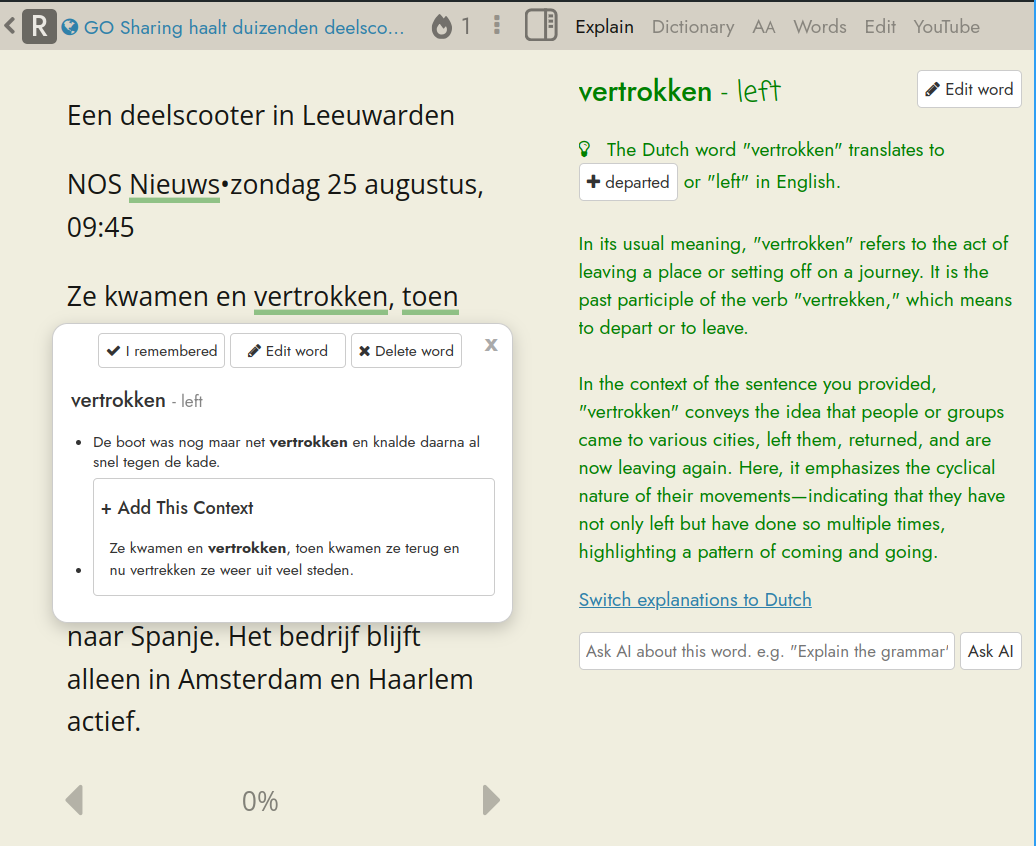 R GO Sharing haalt duizenden deelsco... 1 Explain Dictionary AA Words Edit YouTube
Een deelscooter in Leeuwarden
NOS Nieuws•zondag 25 augustus,
09:45
Ze kwamen en vertrokken, toen
I remembered Edit word Delete word x
vertrokken - left
De boot was nog maar net vertrokken en knalde daarna al
snel tegen de kade.
+ Add This Context
Ze kwamen en vertrokken, toen kwamen ze terug en
nu vertrekken ze weer uit veel steden.
naar Spanje. Het bedrijf blijft
alleen in Amsterdam en Haarlem
actief.
0%
vertrokken - left
Edit word
The Dutch word "vertrokken" translates to
+ departed or "left" in English.
In its usual meaning, "vertrokken" refers to the act of
leaving a place or setting off on a journey. It is the
past participle of the verb "vertrekken," which means
to depart or to leave.
In the context of the sentence you provided,
"vertrokken" conveys the idea that people or groups
came to various cities, left them, returned, and are
now leaving again. Here, it emphasizes the cyclical
nature of their movements—indicating that they have
not only left but have done so multiple times,
highlighting a pattern of coming and going.
Switch explanations to Dutch
Ask AI about this word. e.g. "Explain the grammar' Ask AI